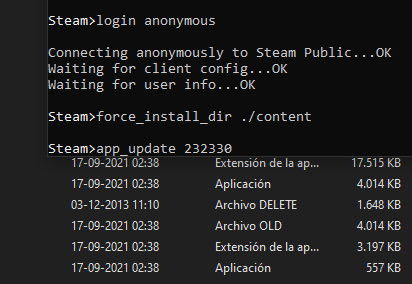 Steam>login anonymous
Connecting anonymously to Steam Public...OK
Waiting for client config...OK
Waiting for user info...OK
Steam>force_install_dir ./content
Steam>app_update 232330
17-09-2021 02:38 Extensión de la ap... 17.515 KB
17-09-2021 02:38 Aplicación 4.014 KB
03-12-2013 11:10 Archivo DELETE 1.648 KB
17-09-2021 02:38 Archivo OLD 4.014 KB
17-09-2021 02:38 Extensión de la ap... 3.197 KB
17-09-2021 02:38 Aplicación 557 KB